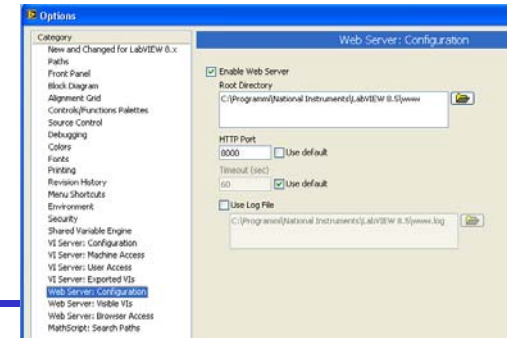 Options
Category
New and Changed for LabVIEW 8.x
Paths
Front Panel
Block Diagram
Alignment Grid
Controls/Functions Palettes
Source Control
Debugging
Colors
Fonts
Printing
Revision History
Menu Shortcuts
Environment
Security
Shared Variable Engine
VI Server: Configuration
VI Server: Machine Access
VI Server: User Access
VI Server: Exported VIs
Web Server: Configuration
Web Server: Visible VIs
Web Server: Browser Access
MathScript: Search Paths
Web Server: Configuration
Enable Web Server
Root Directory
C:\Programmi\National Instruments\LabVIEW 8.5\www
HTTP Port
8000 Use default
Timeout (sec)
60 Use default
Use Log File
C:\Programmi\National Instruments\LabVIEW 8.5\www.log